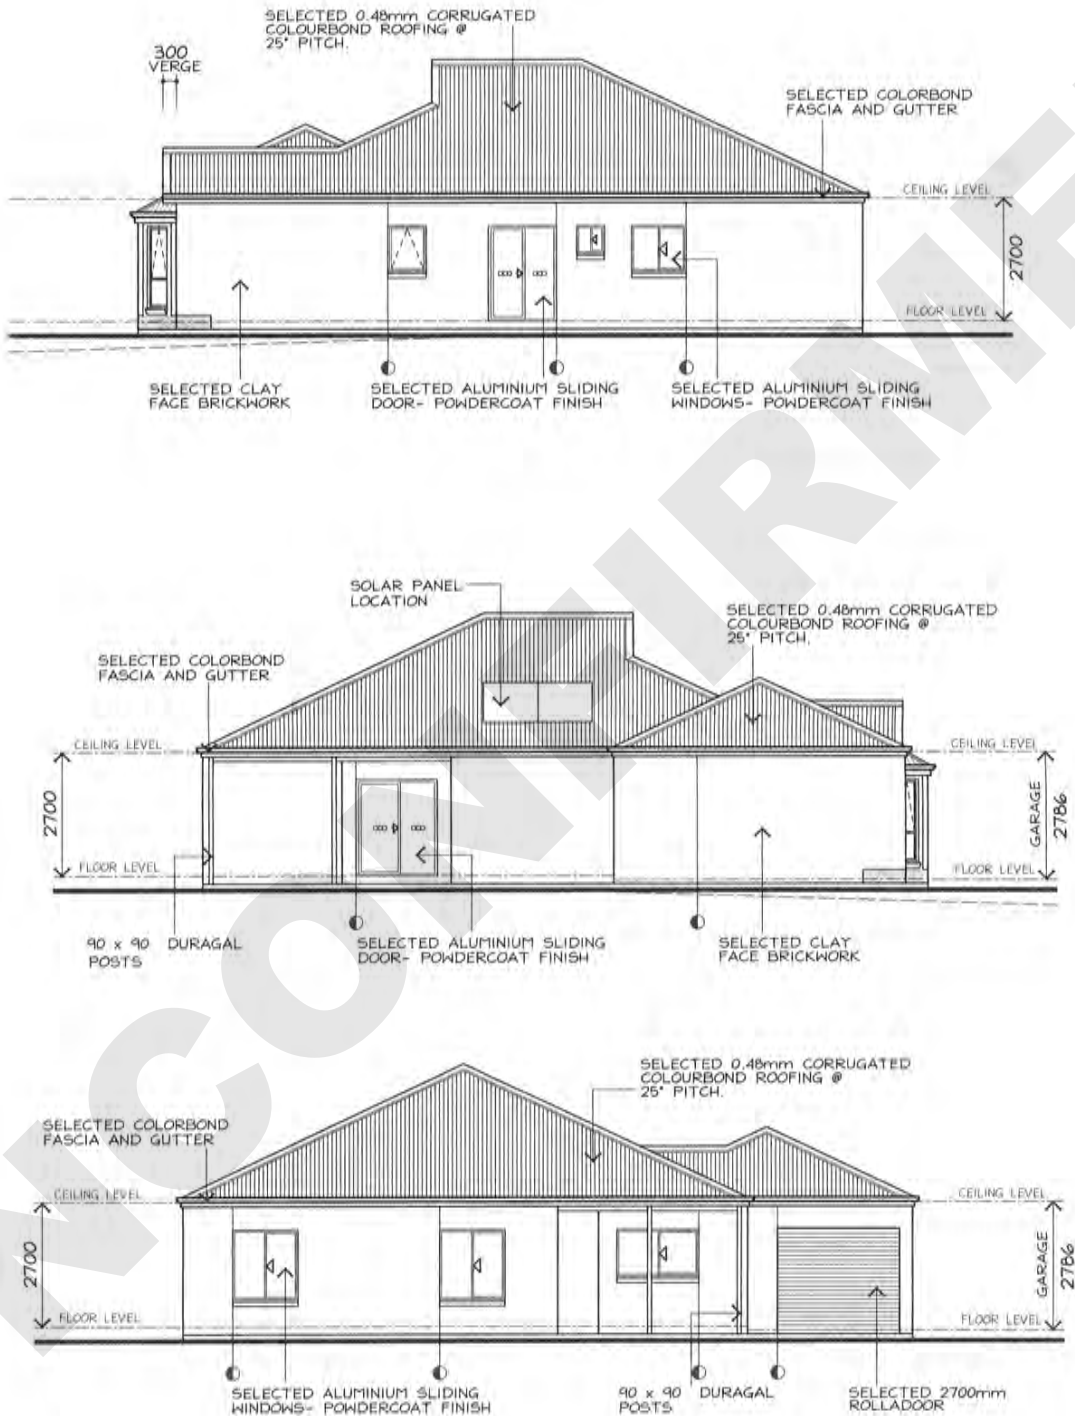 SELECTED 0.48mm CORRUGATED
COLOURBOND ROOFING @
25° PITCH.
300
VERGE
SELECTED COLORBOND
FASCIA AND GUTTER
CEILING LEVEL
2700
FLOOR LEVEL
SELECTED CLAY
FACE BRICKWORK
SELECTED ALUMINIUM SLIDING
DOOR- POWDERCOAT FINISH
SELECTED ALUMINIUM SLIDING
WINDOWS- POWDERCOAT FINISH
SOLAR PANEL
LOCATION
SELECTED 0.48mm CORRUGATED
COLOURBOND ROOFING @
25° PITCH.
SELECTED COLORBOND
FASCIA AND GUTTER
CEILING LEVEL
CEILING LEVEL
2700
GARAGE
2786
FLOOR LEVEL
FLOOR LEVEL
90 x 90 DURAGAL
POSTS
SELECTED ALUMINIUM SLIDING
DOOR- POWDERCOAT FINISH
SELECTED CLAY
FACE BRICKWORK
SELECTED 0.48mm CORRUGATED
COLOURBOND ROOFING @
25° PITCH.
SELECTED COLORBOND
FASCIA AND GUTTER
CEILING LEVEL
CEILING LEVEL
2700
GARAGE
2786
FLOOR LEVEL
FLOOR LEVEL
SELECTED ALUMINIUM SLIDING
WINDOWS- POWDERCOAT FINISH
90 x 90 DURAGAL
POSTS
SELECTED 2700mm
ROLLADOOR
NCONFIRME